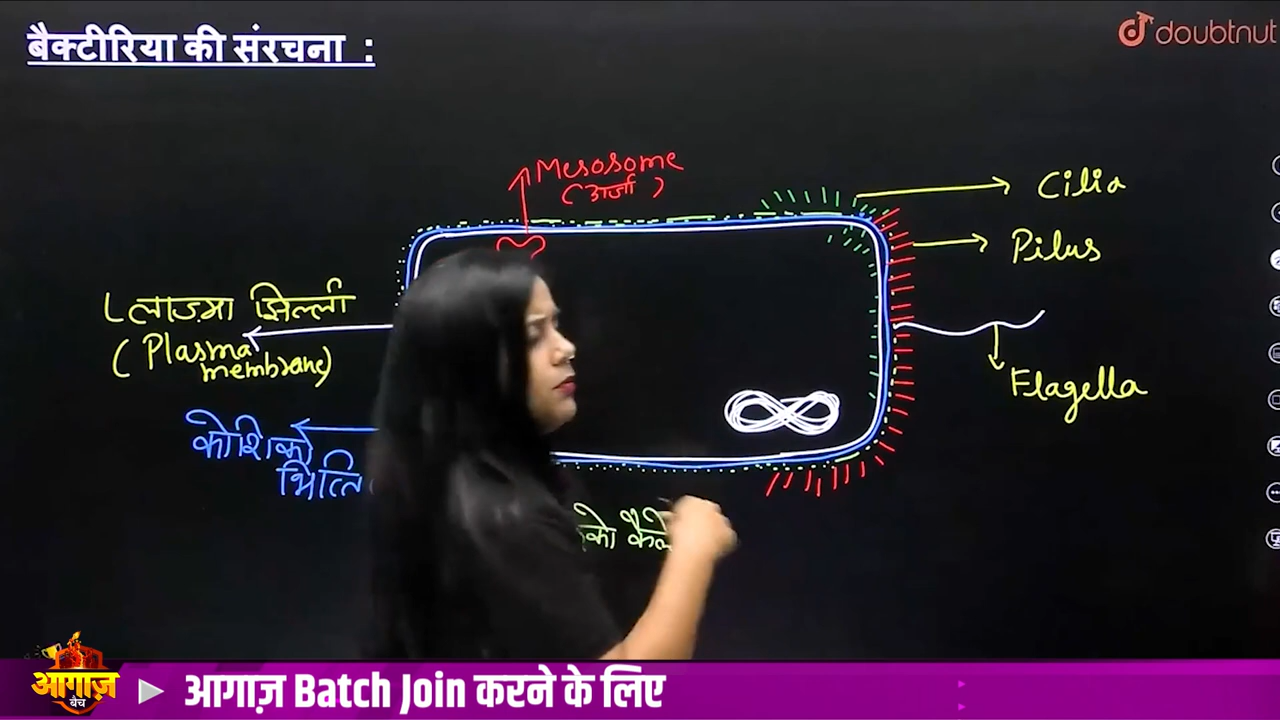 बैक्टीरिया की संरचना :
doubtnut
Mesosome
(ऊर्जा)
Cilia
Pilus
प्लाज्मा झिल्ली
(Plasma
membrane)
Flagella
कोशिका
भित्ति
आगाज़
बैच
आगाज़ Batch Join करने के लिए